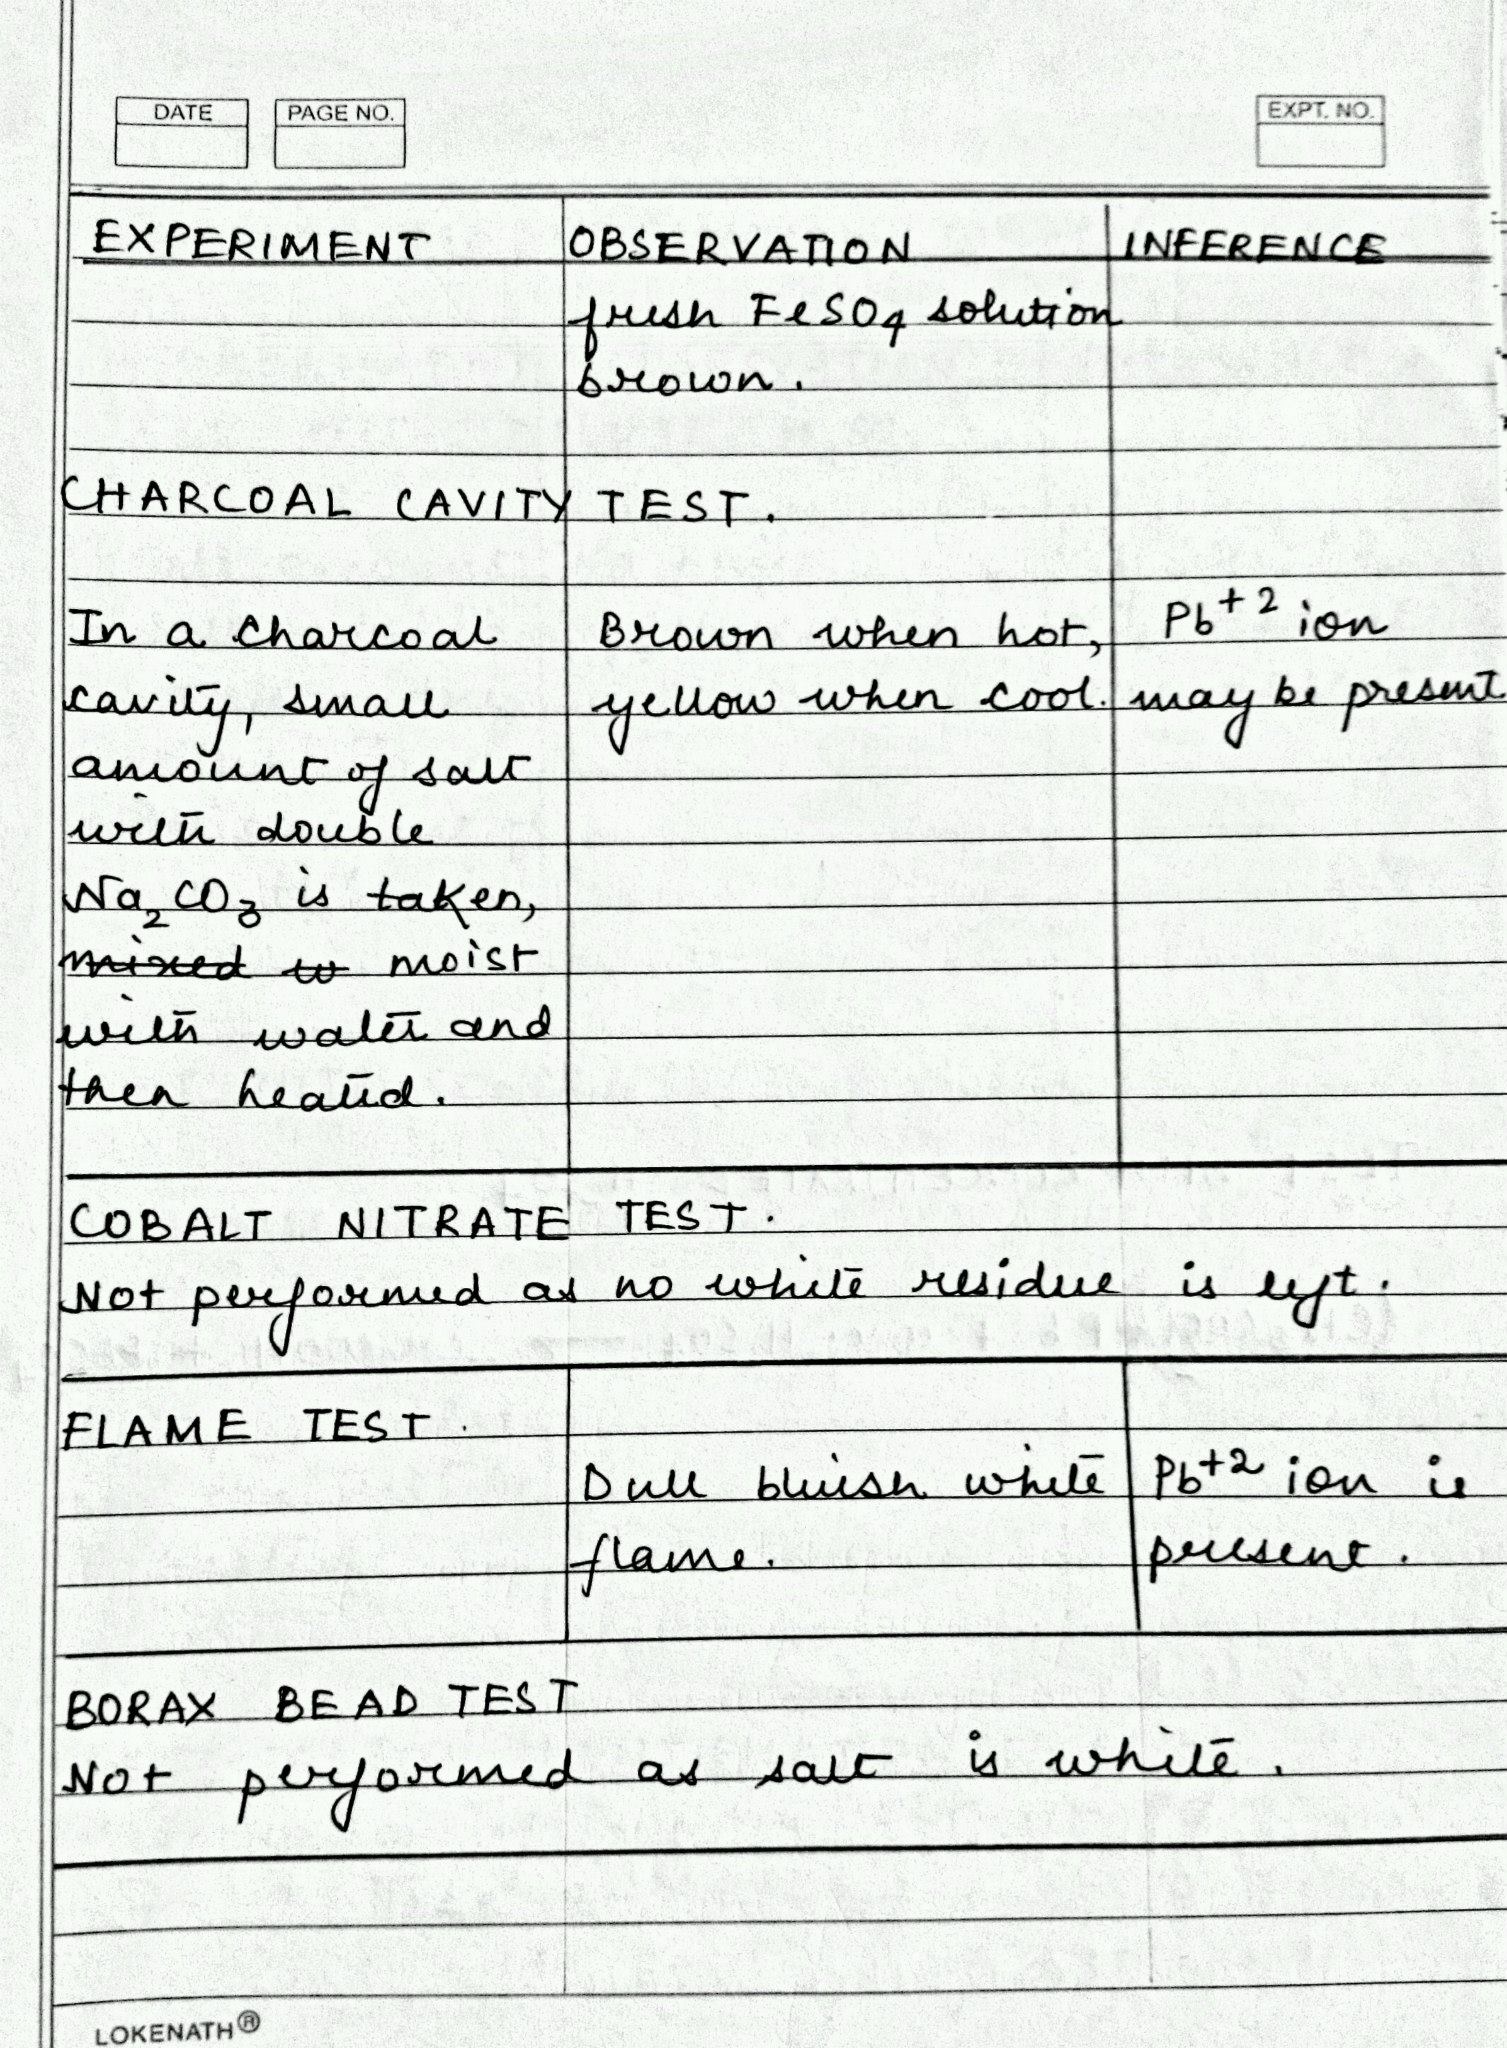 DATE PAGE NO. EXPT. NO.
EXPERIMENT OBSERVATION INFERENCE
fresh FeSO4 solution
brown.
CHARCOAL CAVITY TEST.
In a charcoal Brown when hot, Pb+2 ion
cavity, small yellow when cool. may be present
amount of salt
with double
Na2CO3 is taken,
mixed w moist
with water and
then heated.
COBALT NITRATE TEST.
Not performed as no white residue is left.
FLAME TEST.
Dull bluish white Pb+2 ion is
flame. present.
BORAX BEAD TEST
Not performed as salt is white.
LOKENATH®